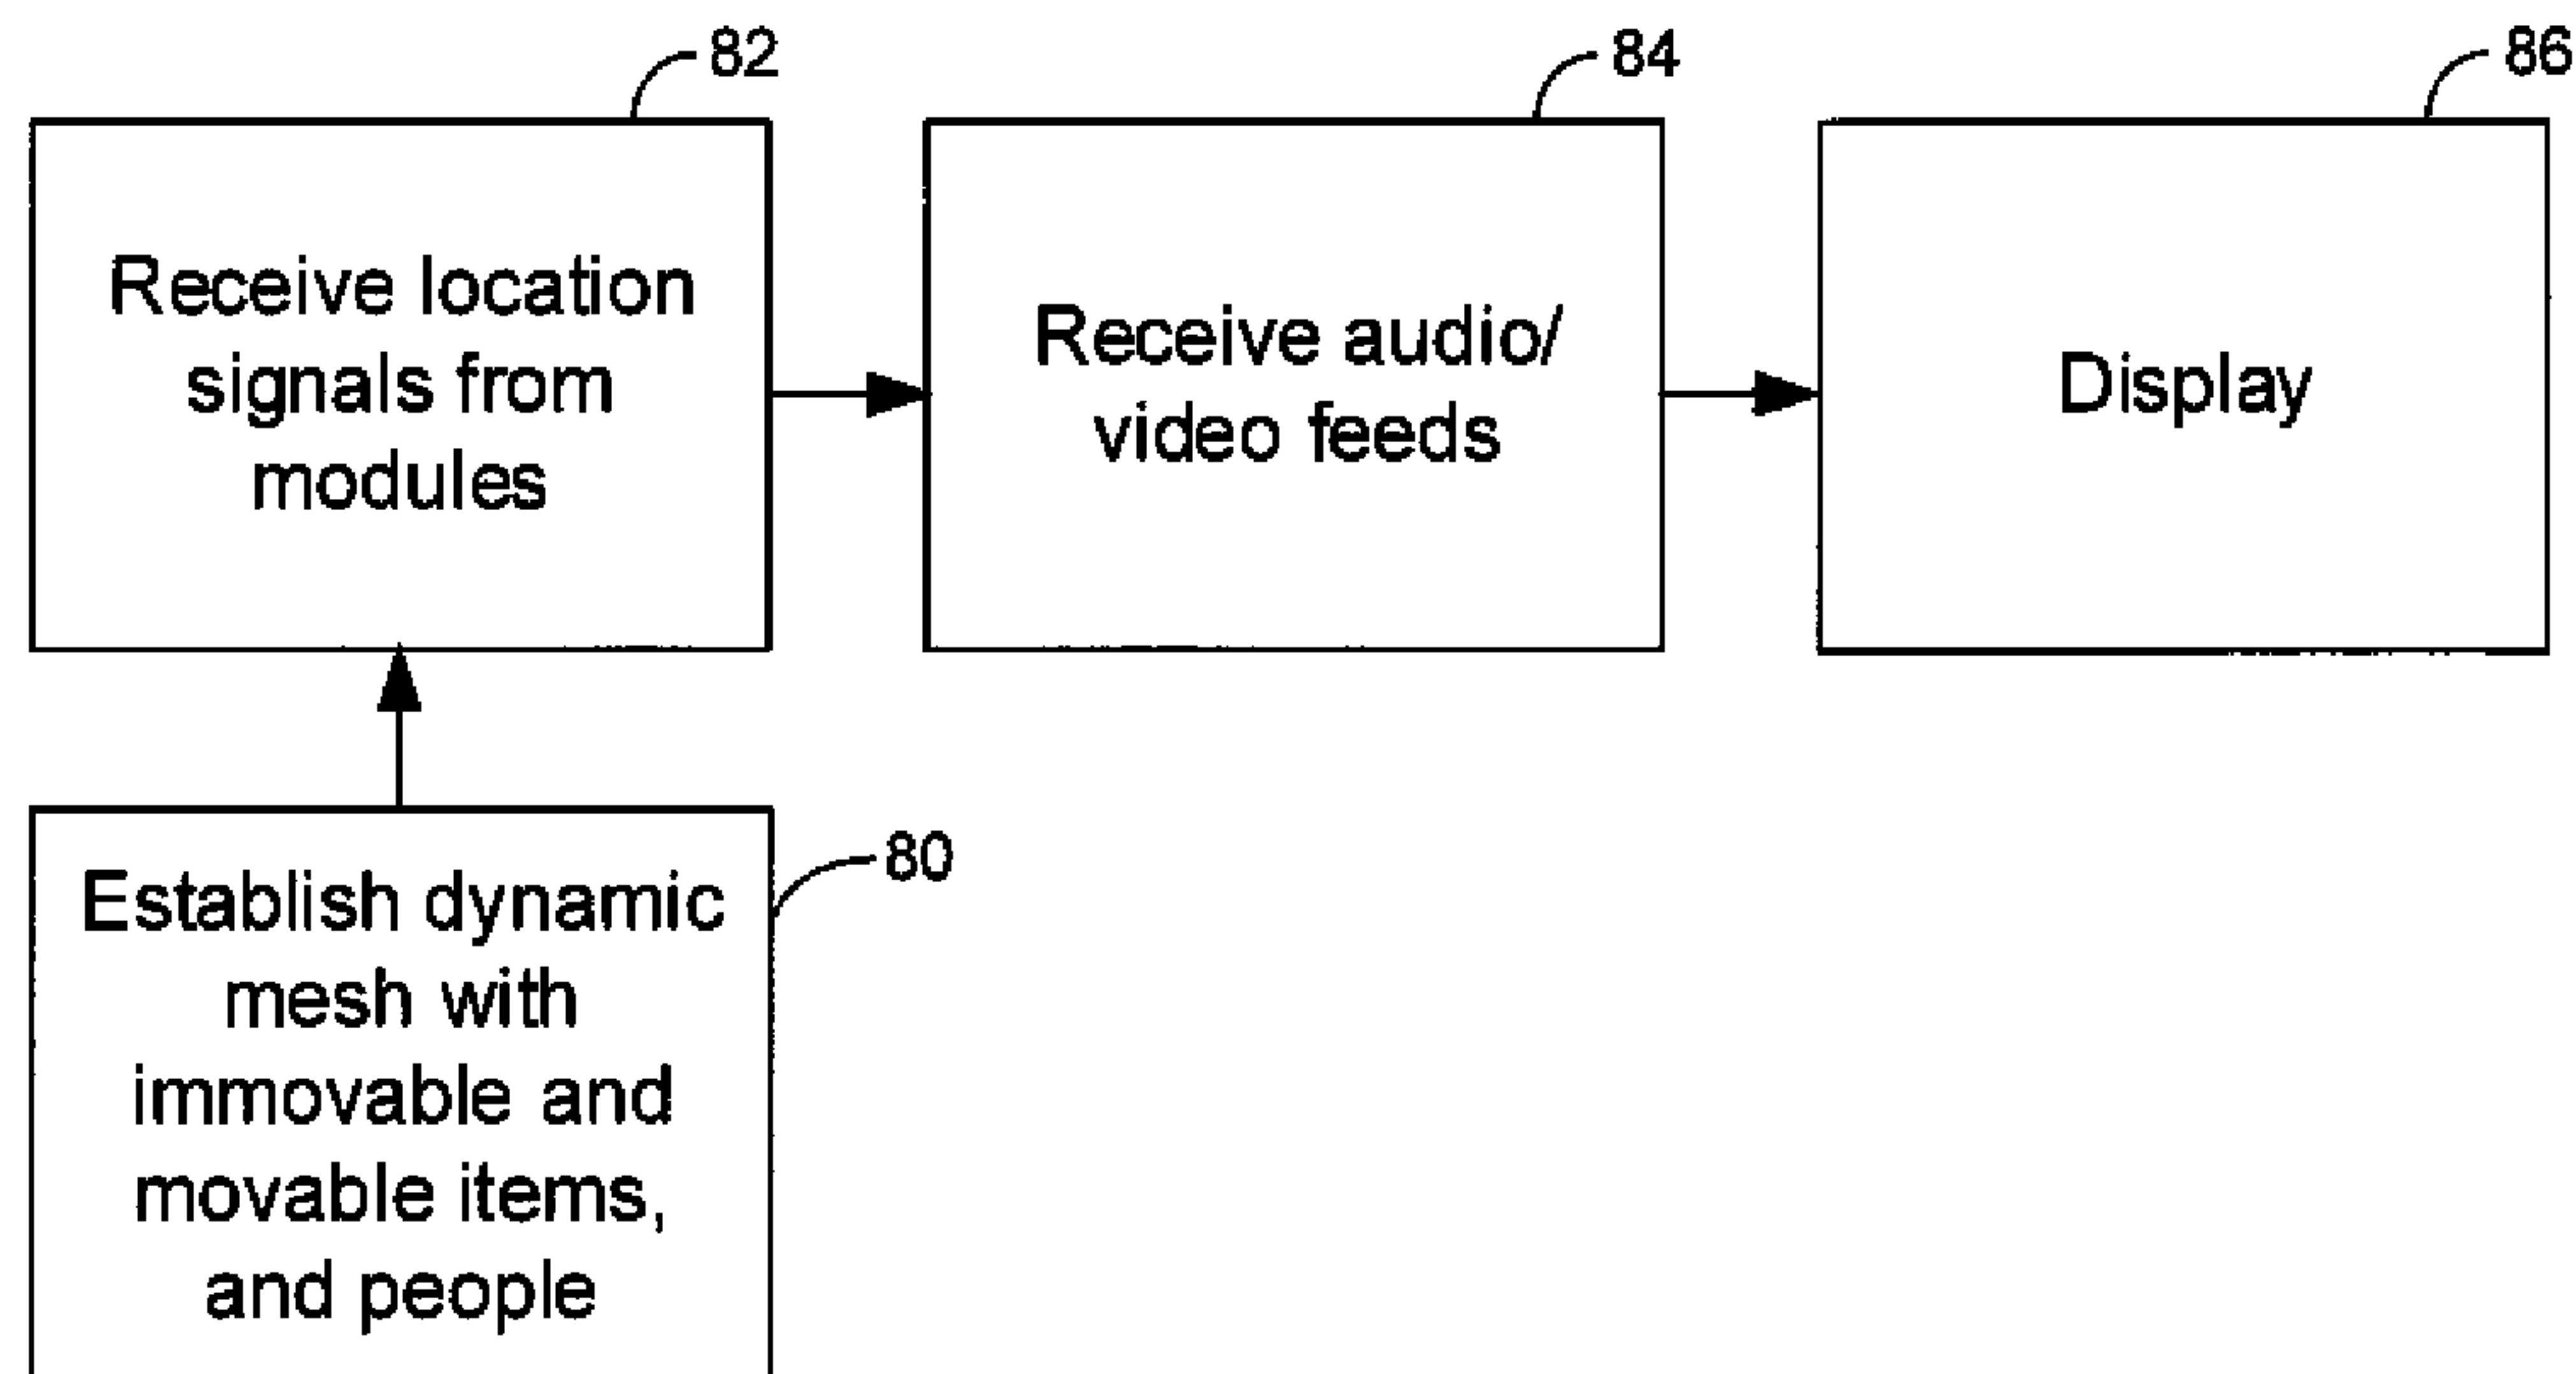 82
84
86
Receive location
signals from
modules
Receive audio/
video feeds
Display
80
Establish dynamic
mesh with
immovable and
movable items,
and people